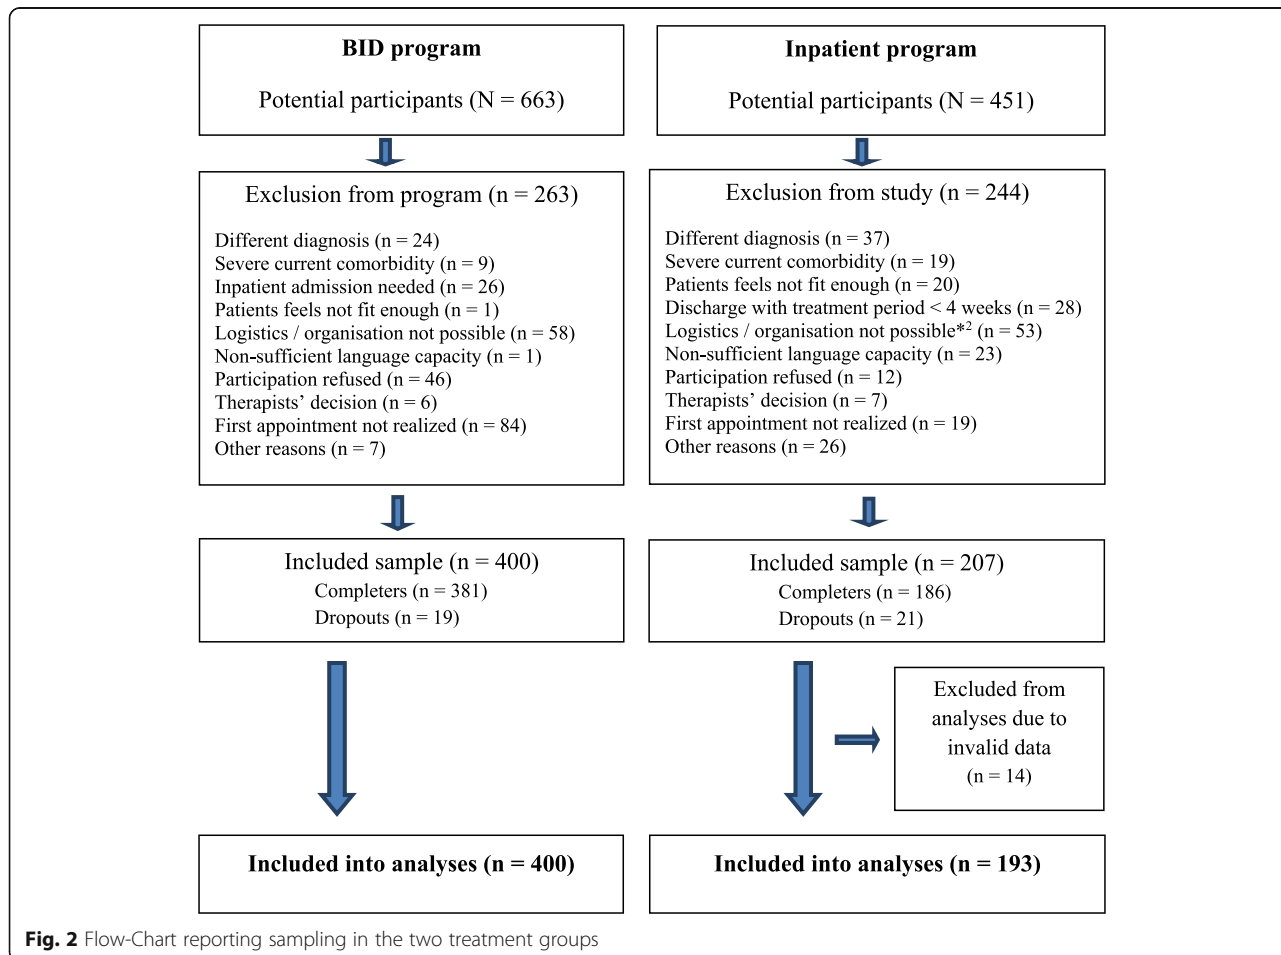 BID program
Potential participants (N = 663)
Exclusion from program (n = 263)
Different diagnosis (n = 24)
Severe current comorbidity (n = 9)
Inpatient admission needed (n = 26)
Patients feels not fit enough (n = 1)
Logistics / organisation not possible (n = 58)
Non-sufficient language capacity (n = 1)
Participation refused (n = 46)
Therapists’ decision (n = 6)
First appointment not realized (n = 84)
Other reasons (n = 7)
Included sample (n = 400)
Completers (n = 381)
Dropouts (n = 19)
Included into analyses (n = 400)
Inpatient program
Potential participants (N = 451)
Exclusion from study (n = 244)
Different diagnosis (n = 37)
Severe current comorbidity (n = 19)
Patients feels not fit enough (n = 20)
Discharge with treatment period < 4 weeks (n = 28)
Logistics / organisation not possible*² (n = 53)
Non-sufficient language capacity (n = 23)
Participation refused (n = 12)
Therapists’ decision (n = 7)
First appointment not realized (n = 19)
Other reasons (n = 26)
Included sample (n = 207)
Completers (n = 186)
Dropouts (n = 21)
Excluded from
analyses due to
invalid data
(n = 14)
Included into analyses (n = 193)
Fig. 2 Flow-Chart reporting sampling in the two treatment groups